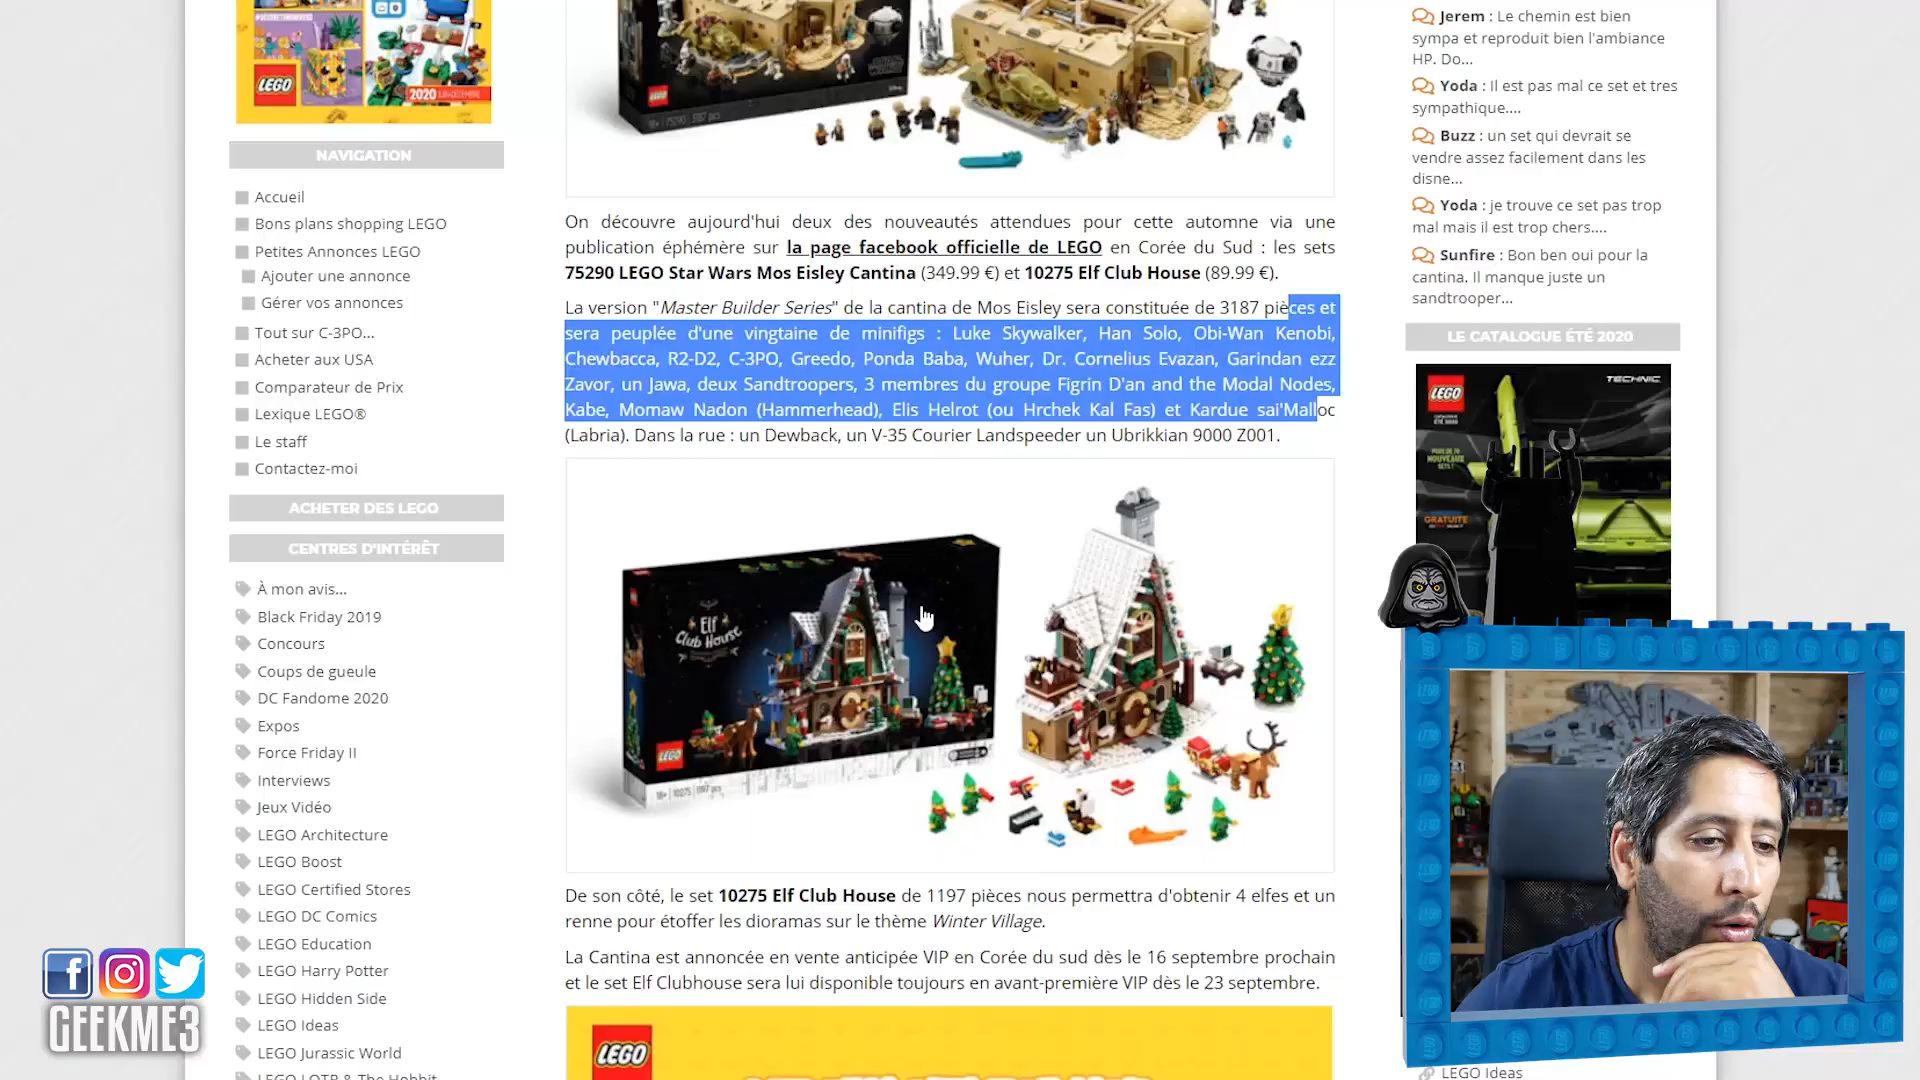 LEGO
2020 JUN-DÉCEMBRE
NAVIGATION
Accueil
Bons plans shopping LEGO
Petites Annonces LEGO
Ajouter une annonce
Gérer vos annonces
Tout sur C-3PO...
Acheter aux USA
Comparateur de Prix
Lexique LEGO®
Le staff
Contactez-moi
ACHETER DES LEGO
CENTRES D'INTÉRÊT
À mon avis...
Black Friday 2019
Concours
Coups de gueule
DC Fandome 2020
Expos
Force Friday II
Interviews
Jeux Vidéo
LEGO Architecture
LEGO Boost
LEGO Certified Stores
LEGO DC Comics
LEGO Education
LEGO Harry Potter
LEGO Hidden Side
LEGO Ideas
LEGO Jurassic World
LEGO LOTR & The Hobbit
GEEKME3
LEGO
On découvre aujourd'hui deux des nouveautés attendues pour cette automne via une
publication éphémère sur la page facebook officielle de LEGO en Corée du Sud : les sets
75290 LEGO Star Wars Mos Eisley Cantina (349.99 €) et 10275 Elf Club House (89.99 €).
La version "Master Builder Series" de la cantina de Mos Eisley sera constituée de 3187 pièces et
sera peuplée d'une vingtaine de minifigs : Luke Skywalker, Han Solo, Obi-Wan Kenobi,
Chewbacca, R2-D2, C-3PO, Greedo, Ponda Baba, Wuher, Dr. Cornelius Evazan, Garindan ezz
Zavor, un Jawa, deux Sandtroopers, 3 membres du groupe Figrin D'an and the Modal Nodes,
Kabe, Momaw Nadon (Hammerhead), Elis Helrot (ou Hrchek Kal Fas) et Kardue sai'Malloc
(Labria). Dans la rue : un Dewback, un V-35 Courier Landspeeder un Ubrikkian 9000 Z001.
Elf
Club House
LEGO
18+ 10275 1197 pcs
De son côté, le set 10275 Elf Club House de 1197 pièces nous permettra d'obtenir 4 elfes et un
renne pour étoffer les dioramas sur le thème Winter Village.
La Cantina est annoncée en vente anticipée VIP en Corée du sud dès le 16 septembre prochain
et le set Elf Clubhouse sera lui disponible toujours en avant-première VIP dès le 23 septembre.
LEGO
Jerem : Le chemin est bien
sympa et reproduit bien l'ambiance
HP. Do...
Yoda : Il est pas mal ce set et tres
sympathique....
Buzz : un set qui devrait se
vendre assez facilement dans les
disne...
Yoda : je trouve ce set pas trop
mal mais il est trop chers....
Sunfire : Bon ben oui pour la
cantina. Il manque juste un
sandtrooper...
LE CATALOGUE ÉTÉ 2020
LEGO
TECHNIC
GRATUITE
LEGO Ideas